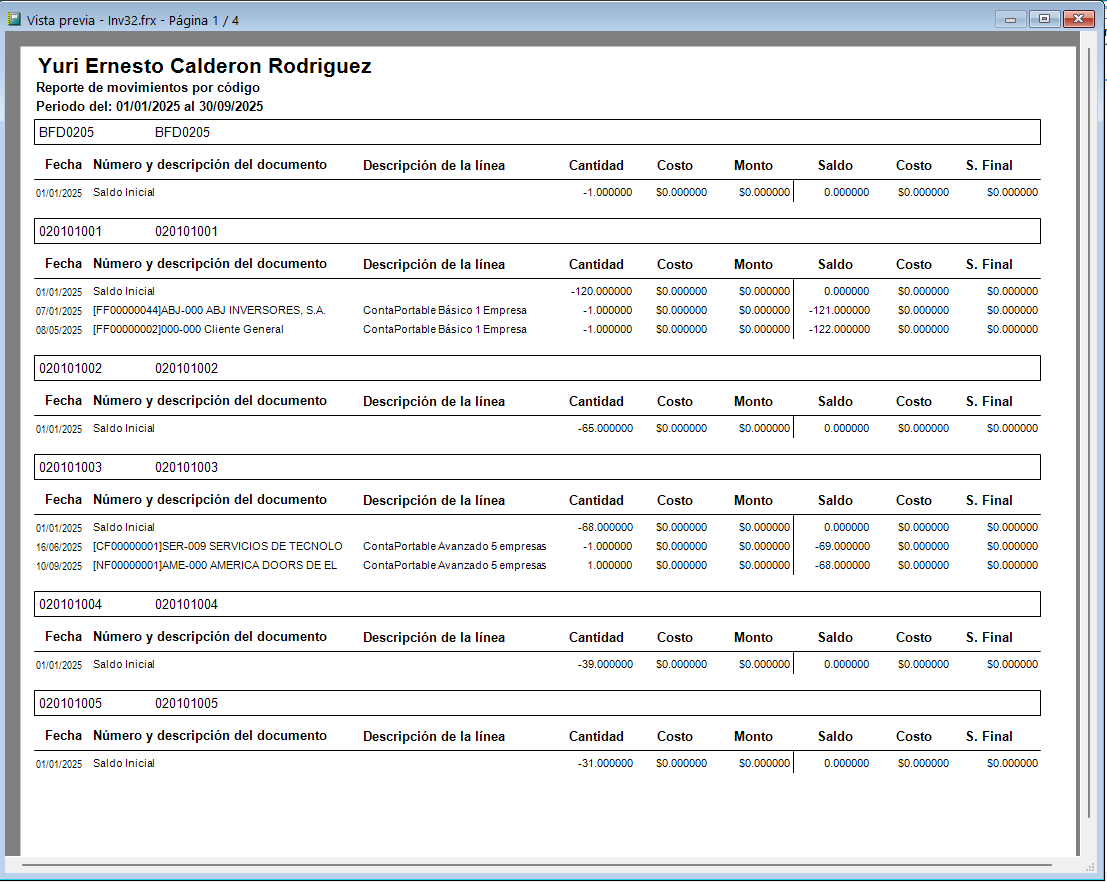 Vista previa - Inv32.frx - Página 1 / 4
Yuri Ernesto Calderon Rodriguez
Reporte de movimientos por código
Periodo del: 01/01/2025 al 30/09/2025
BFD0205 BFD0205
Fecha Número y descripción del documento Descripción de la línea Cantidad Costo Monto Saldo Costo S. Final
01/01/2025 Saldo Inicial -1.000000 $0.000000 $0.000000 0.000000 $0.000000 $0.000000
020101001 020101001
Fecha Número y descripción del documento Descripción de la línea Cantidad Costo Monto Saldo Costo S. Final
01/01/2025 Saldo Inicial -120.000000 $0.000000 $0.000000 0.000000 $0.000000 $0.000000
07/01/2025 [FF00000044]ABJ-000 ABJ INVERSORES, S.A. ContaPortable Básico 1 Empresa -1.000000 $0.000000 $0.000000 -121.000000 $0.000000 $0.000000
08/05/2025 [FF00000002]000-000 Cliente General ContaPortable Básico 1 Empresa -1.000000 $0.000000 $0.000000 -122.000000 $0.000000 $0.000000
020101002 020101002
Fecha Número y descripción del documento Descripción de la línea Cantidad Costo Monto Saldo Costo S. Final
01/01/2025 Saldo Inicial -65.000000 $0.000000 $0.000000 0.000000 $0.000000 $0.000000
020101003 020101003
Fecha Número y descripción del documento Descripción de la línea Cantidad Costo Monto Saldo Costo S. Final
01/01/2025 Saldo Inicial -68.000000 $0.000000 $0.000000 0.000000 $0.000000 $0.000000
16/06/2025 [CF00000001]SER-009 SERVICIOS DE TECNOLO ContaPortable Avanzado 5 empresas -1.000000 $0.000000 $0.000000 -69.000000 $0.000000 $0.000000
10/09/2025 [NF00000001]AME-000 AMERICA DOORS DE EL ContaPortable Avanzado 5 empresas 1.000000 $0.000000 $0.000000 -68.000000 $0.000000 $0.000000
020101004 020101004
Fecha Número y descripción del documento Descripción de la línea Cantidad Costo Monto Saldo Costo S. Final
01/01/2025 Saldo Inicial -39.000000 $0.000000 $0.000000 0.000000 $0.000000 $0.000000
020101005 020101005
Fecha Número y descripción del documento Descripción de la línea Cantidad Costo Monto Saldo Costo S. Final
01/01/2025 Saldo Inicial -31.000000 $0.000000 $0.000000 0.000000 $0.000000 $0.000000